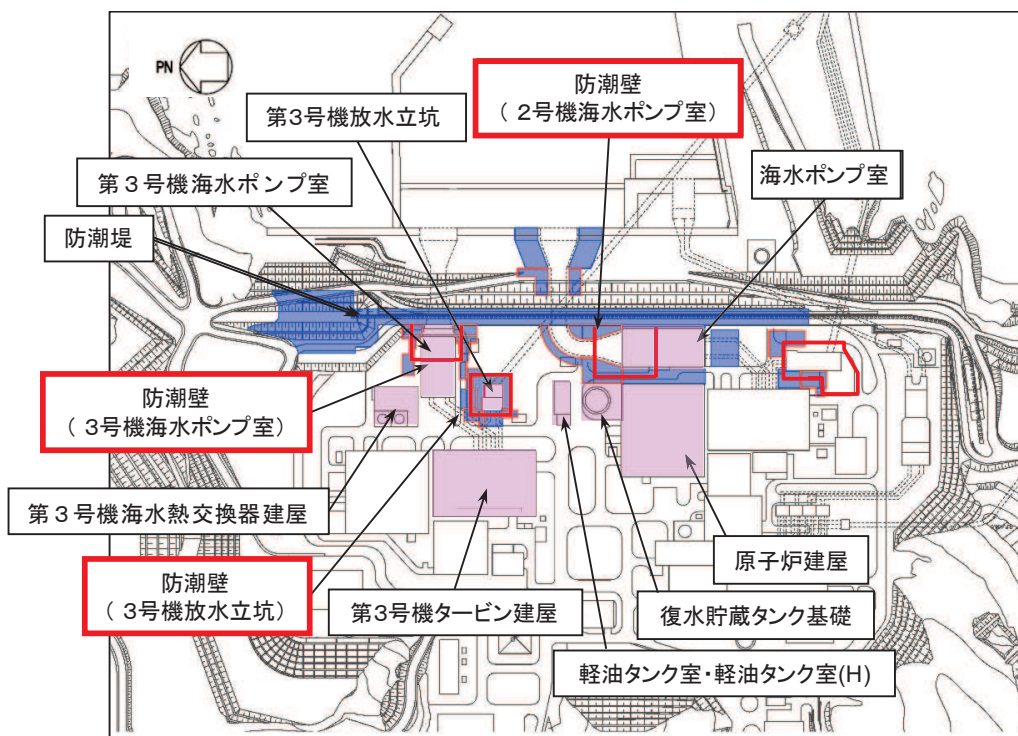 PN
防潮壁
（ 2号機海水ポンプ室）
第3号機放水立坑
第３号機海水ポンプ室
海水ポンプ室
防潮堤
防潮壁
（ 3号機海水ポンプ室）
第３号機海水熱交換器建屋
原子炉建屋
防潮壁
（ 3号機放水立坑）
第3号機タービン建屋
復水貯蔵タンク基礎
軽油タンク室・軽油タンク室(H)